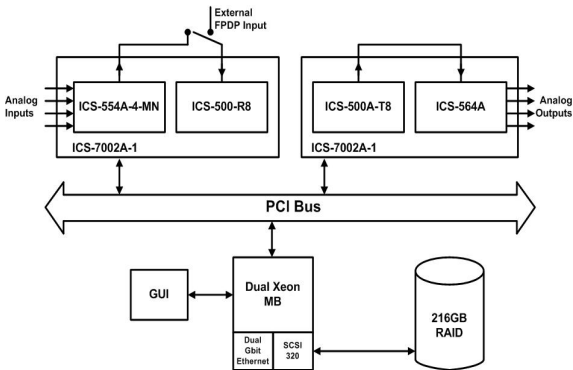 External
FPDP Input
Analog
Inputs
ICS-554A-4-MN
ICS-500-R8
ICS-7002A-1
ICS-500A-T8
ICS-564A
ICS-7002A-1
Analog
Outputs
PCI Bus
GUI
Dual Xeon
MB
Dual
Gbit
Ethernet
SCSI
320
216GB
RAID